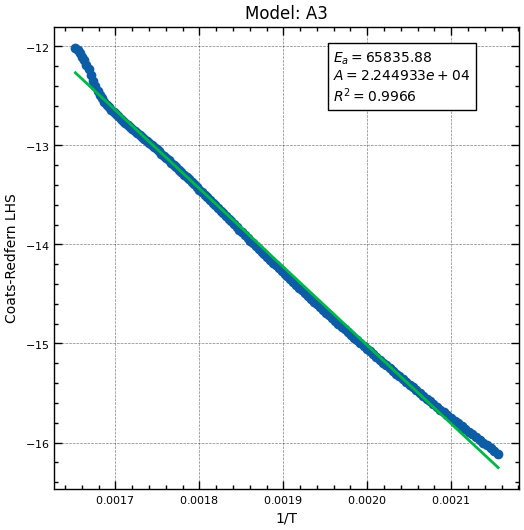 Model: A3
E_a = 65835.88
A = 2.244933e + 04
R² = 0.9966
Coats-Redfern LHS
−12
−13
−14
−15
−16
0.0017 0.0018 0.0019 0.0020 0.0021
1/T